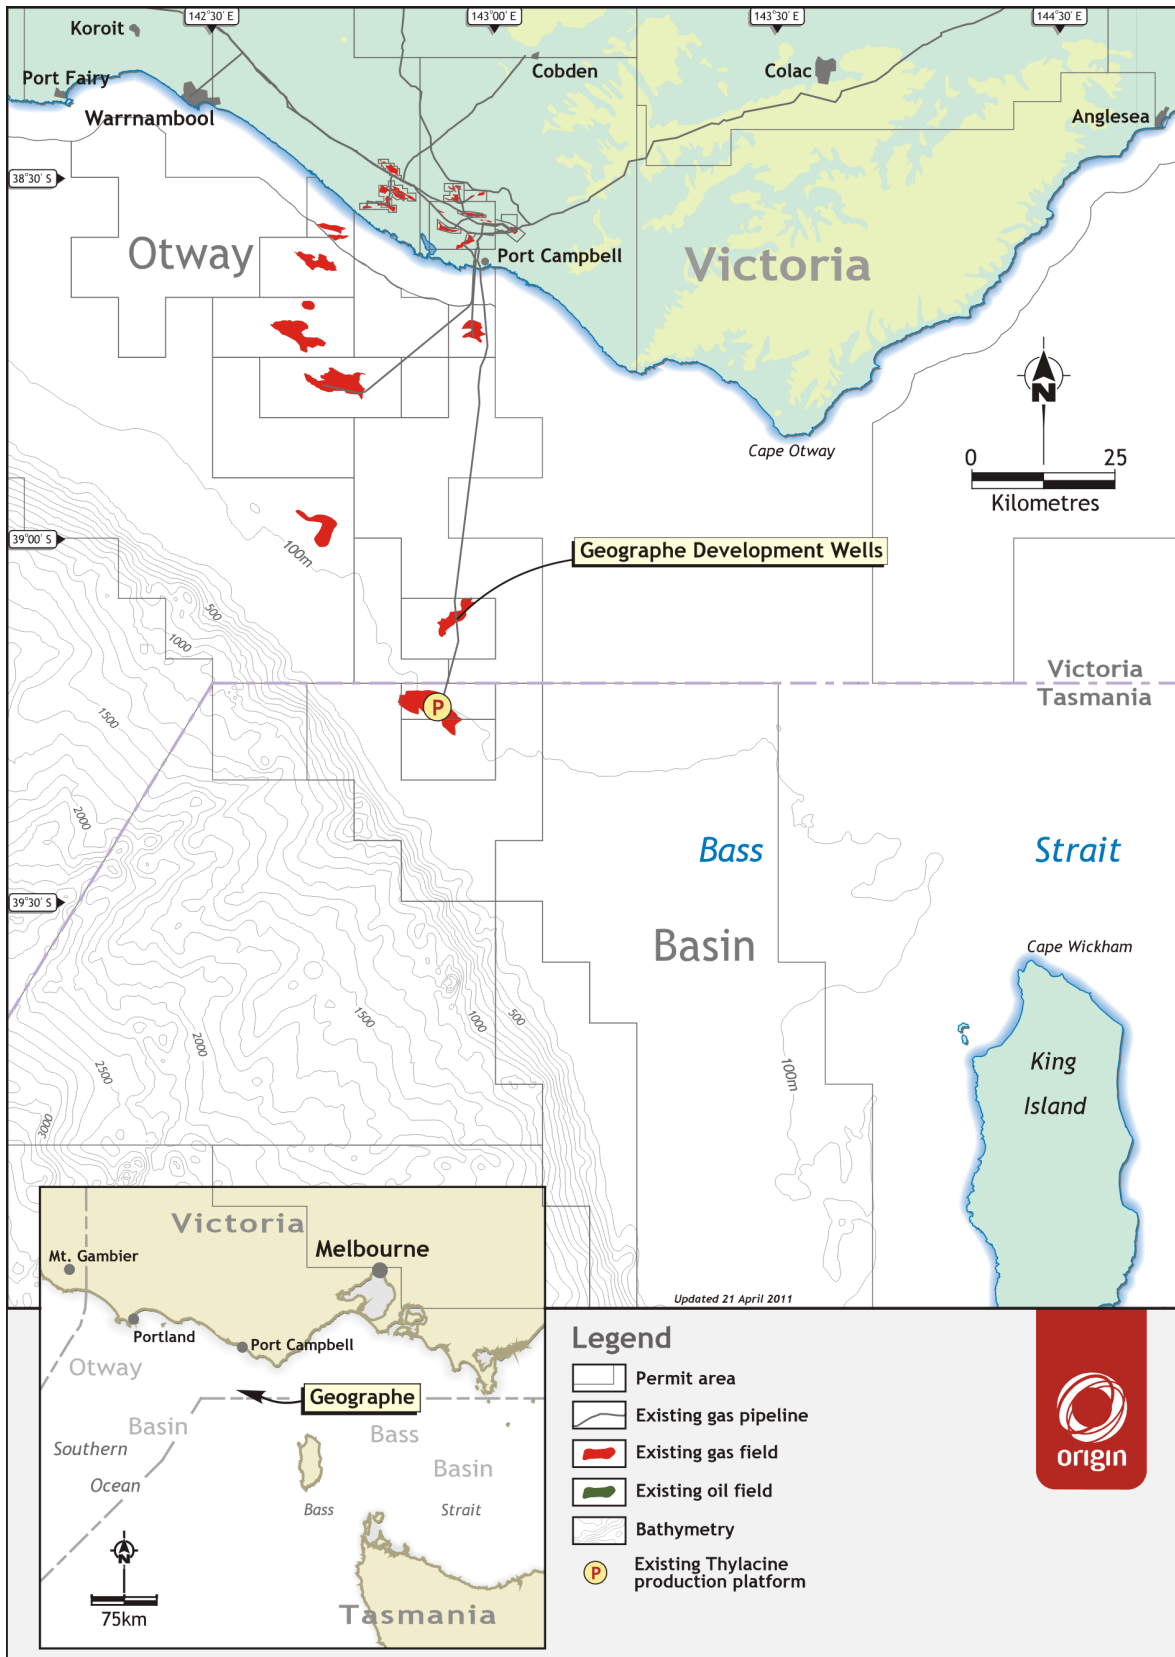 142°30' E
143°00' E
143°30' E
144°30' E
Koroit
Port Fairy
Warrnambool
Cobden
Colac
Anglesea
38°30' S
Otway
Port Campbell
Victoria
N
Cape Otway
0 25
Kilometres
39°00' S
100m
Geographe Development Wells
500
1000
Victoria
Tasmania
P
1500
2000
Bass Strait
39°30' S
Basin
Cape Wickham
King
Island
1500
1000
500
2000
2500
3000
100m
Updated 21 April 2011
Victoria
Melbourne
Mt. Gambier
Portland
Port Campbell
Otway
Geographe
Basin
Bass
Basin
Southern
Ocean
Bass Strait
N
75km
Tasmania
Legend
Permit area
Existing gas pipeline
Existing gas field
Existing oil field
Bathymetry
P
Existing Thylacine
production platform
origin